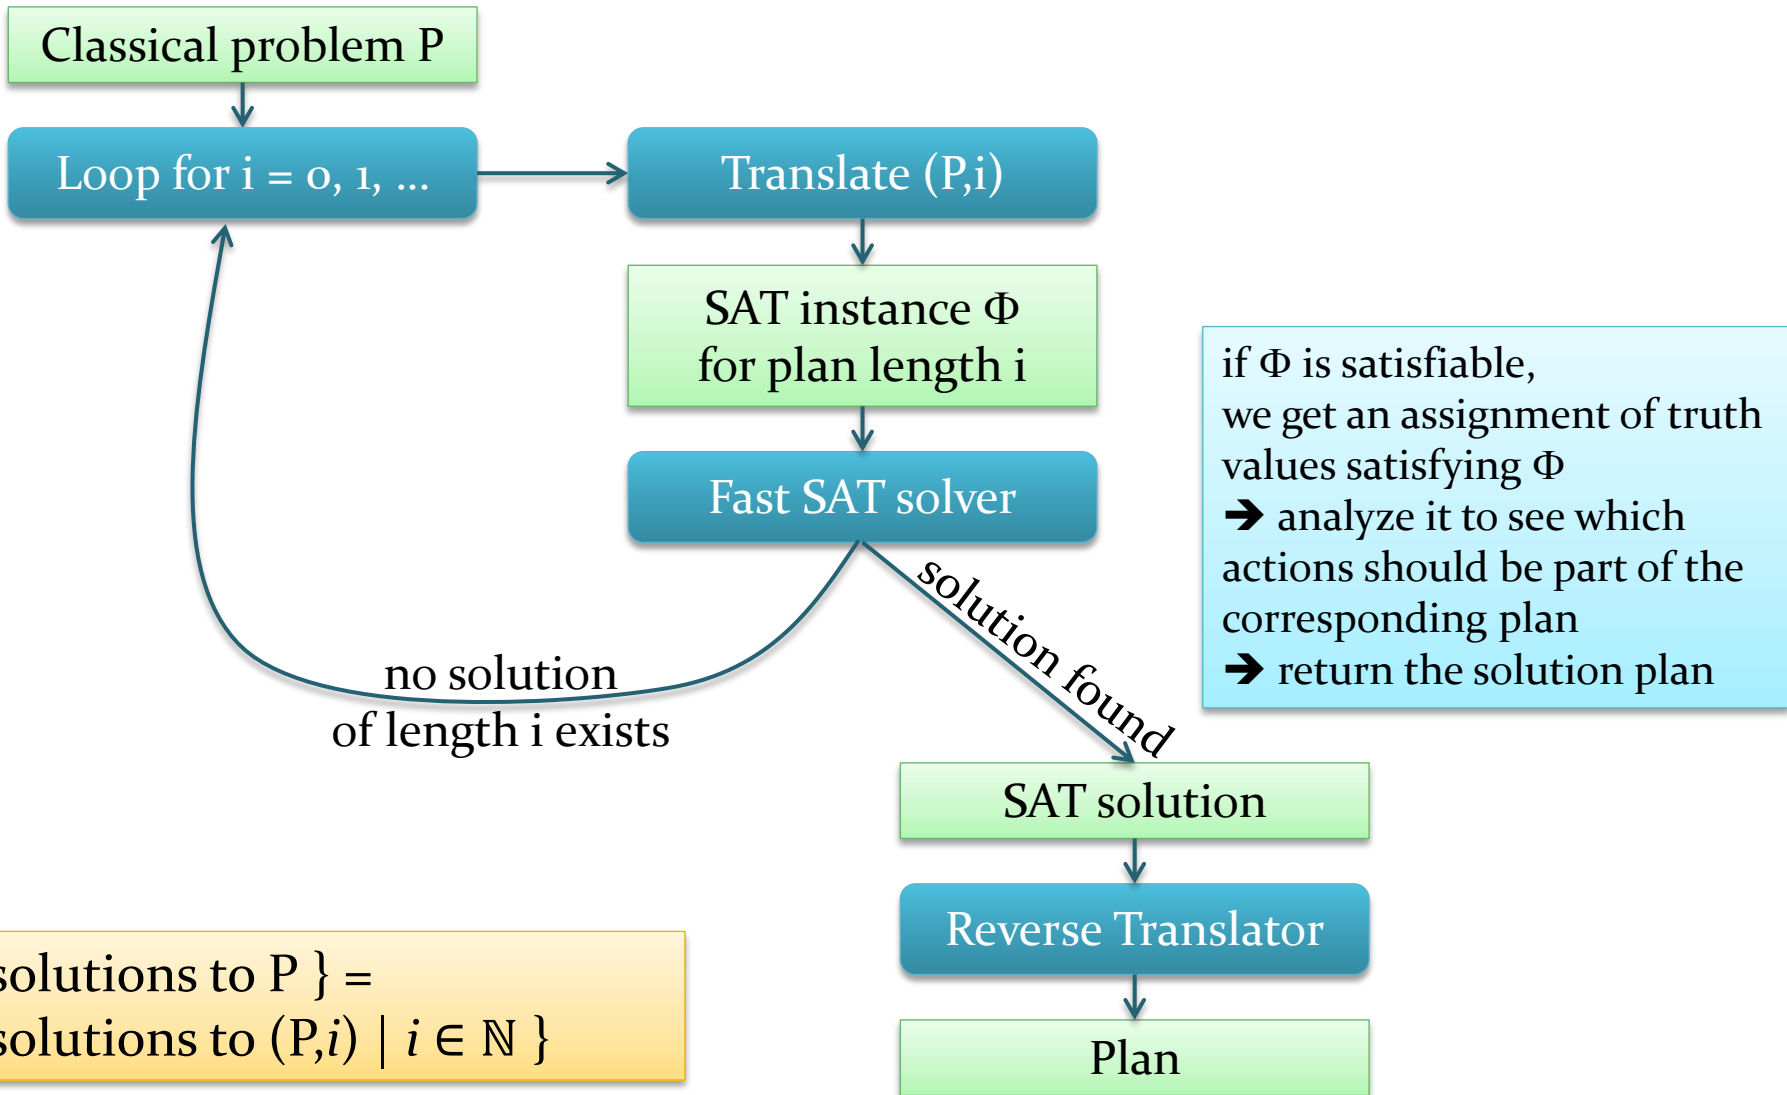 Classical problem P
Loop for i = 0, 1, ...
Translate (P,i)
SAT instance Φ
for plan length i
Fast SAT solver
if Φ is satisfiable,
we get an assignment of truth
values satisfying Φ
➔ analyze it to see which
actions should be part of the
corresponding plan
➔ return the solution plan
no solution
of length i exists
solution found
SAT solution
Reverse Translator
Plan
solutions to P } =
solutions to (P,i) | i ∈ ℕ }